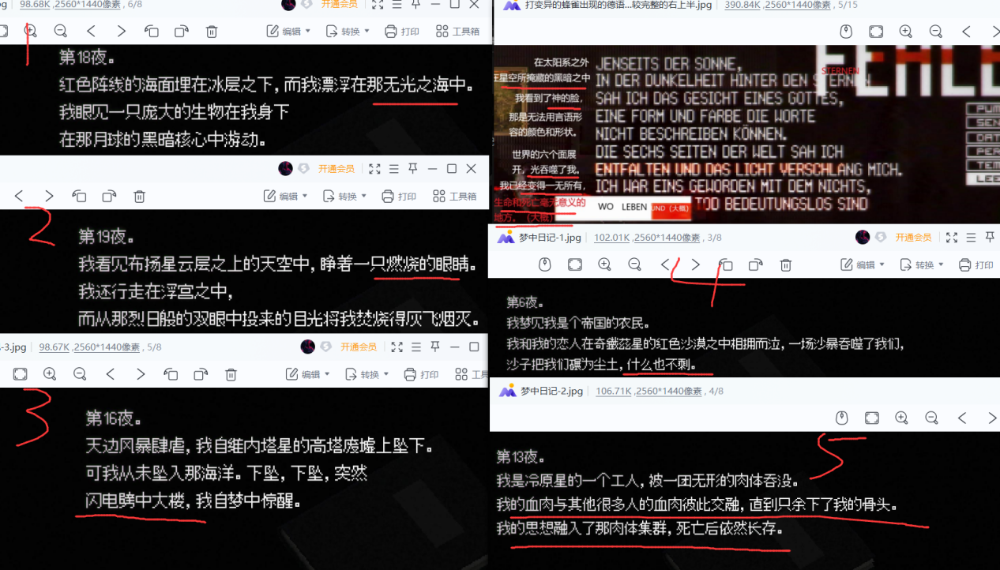 98.68K ,2560*1440像素 , 6/8
开通会员
编辑
转换
打印
工具箱
1
第18夜。
红色阵线的海面埋在冰层之下, 而我漂浮在那无光之海中。
我眼见一只庞大的生物在我身下
在那月球的黑暗核心中游动。
开通会员
编辑
转换
打印
工具箱
2
第19夜。
我看见布扬星云层之上的天空中, 睁着一只燃烧的眼睛。
我还行走在浮宫之中,
而从那烈日般的双眼中投来的目光将我焚烧得灰飞烟灭。
-3.jpg
98.67K ,2560*1440像素 , 5/8
开通会员
编辑
转换
打印
3
第16夜。
天边风暴肆虐, 我自维内塔星的高塔废墟上坠下。
可我从未坠入那海洋。下坠, 下坠, 突然
闪电劈中大楼, 我自梦中惊醒。
打变异的蜂雀出现的德语...较完整的右上半.jpg
390.84K ,2560*1440像素 , 5/15
在太阳系之外
在星空所掩藏的黑暗之中
我看到了神的脸,
那是无法用言语形
容的颜色和形状。
世界的六个面展
开, 光吞噬了我。
我已经变得一无所有,
生命和死亡毫无意义的
地方。（大概）
JENSEITS DER SONNE,
IN DER DUNKELHEIT HINTER DEN STERNEN
STERNEN
SAH ICH DAS GESICHT EINES GOTTES,
EINE FORM UND FARBE DIE WORTE
NICHT BESCHREIBEN KÖNNEN.
DIE SECHS SEITEN DER WELT SAH ICH
ENTFALTEN UND DAS LICHT VERSCHLANG MICH.
ICH WAR EINS GEWORDEN MIT DEM NICHTS,
WO LEBEN UND（大概） TOD BEDEUTUNGSLOS SIND
梦中日记-1.jpg
102.01K ,2560*1440像素 , 3/8
开通会员
编辑
转换
打印
4
第6夜。
我梦见我是个帝国的农民。
我和我的恋人在奇徽兹星的红色沙漠之中相拥而泣, 一场沙暴吞噬了我们,
沙子把我们碾为尘土, 什么也不剩。
梦中日记-2.jpg
106.71K ,2560*1440像素 , 4/8
5
第13夜。
我是冷原星的一个工人, 被一团无形的肉体吞没。
我的血肉与其他很多人的血肉彼此交融, 直到只余下了我的骨头。
我的思想融入了那肉体集群, 死亡后依然长存。